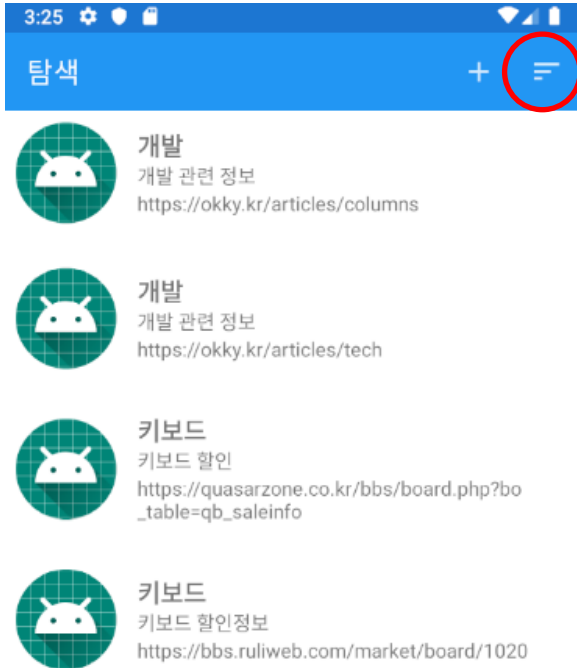 3:25
탐색
개발
개발 관련 정보
https://okky.kr/articles/columns
개발
개발 관련 정보
https://okky.kr/articles/tech
키보드
키보드 할인
https://quasarzone.co.kr/bbs/board.php?bo
_table=qb_saleinfo
키보드
키보드 할인정보
https://bbs.ruliweb.com/market/board/1020